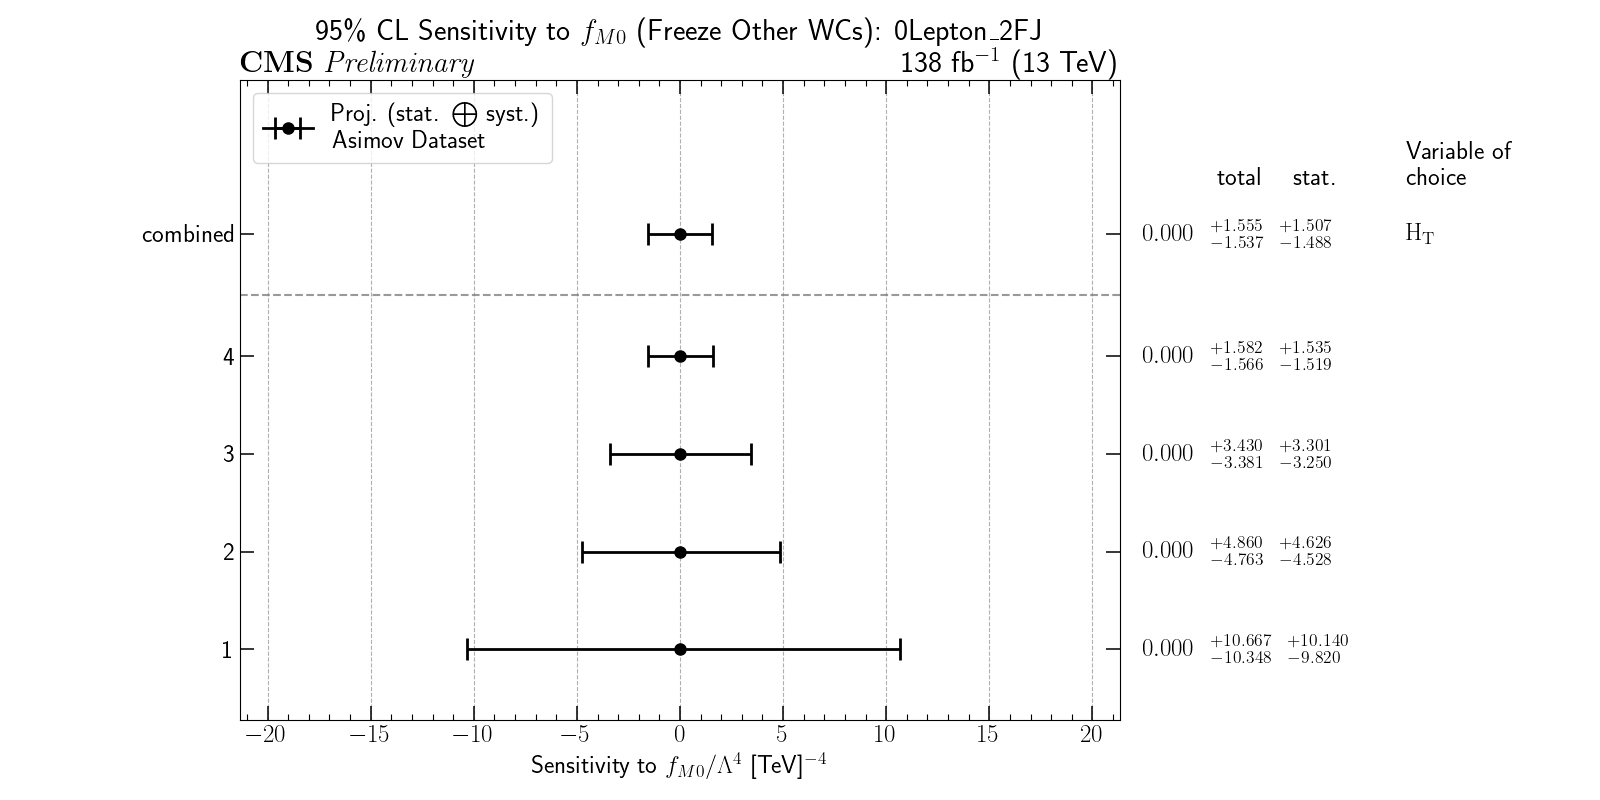 95% CL Sensitivity to f_{M0} (Freeze Other WCs): 0Lepton_2FJ
CMS Preliminary 138 fb^{-1} (13 TeV)
Proj. (stat. ⨁ syst.)
Asimov Dataset
Variable of
total stat. choice
combined 0.000 +1.555 −1.537 +1.507 −1.488 H_T
4 0.000 +1.582 −1.566 +1.535 −1.519
3 0.000 +3.430 −3.381 +3.301 −3.250
2 0.000 +4.860 −4.763 +4.626 −4.528
1 0.000 +10.667 −10.348 +10.140 −9.820
−20 −15 −10 −5 0 5 10 15 20
Sensitivity to f_{M0}/Λ^4 [TeV]^{−4}